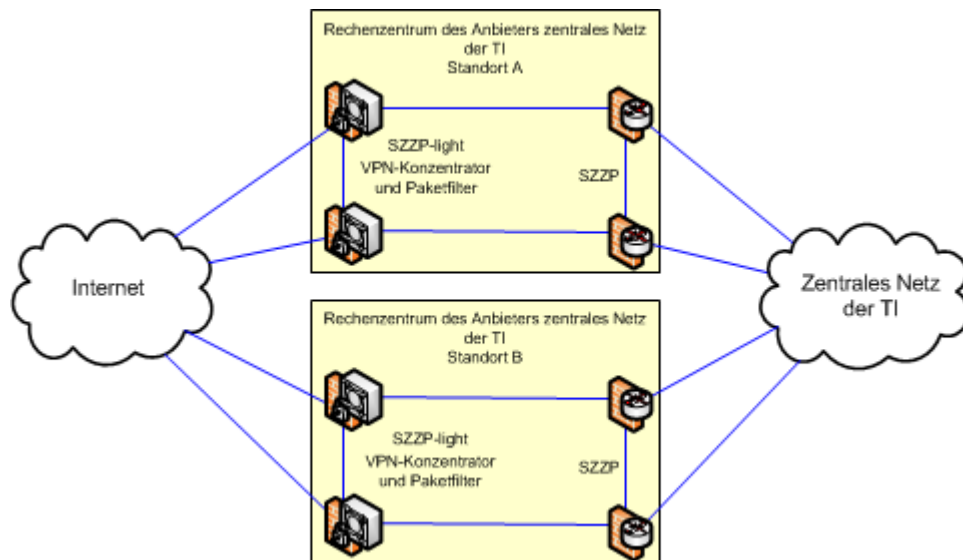 Rechenzentrum des Anbieters zentrales Netz
der TI
Standort A
SZZP-light
VPN-Konzentrator
und Paketfilter
SZZP
Internet
Zentrales Netz
der TI
Rechenzentrum des Anbieters zentrales Netz
der TI
Standort B
SZZP-light
VPN-Konzentrator
und Paketfilter
SZZP